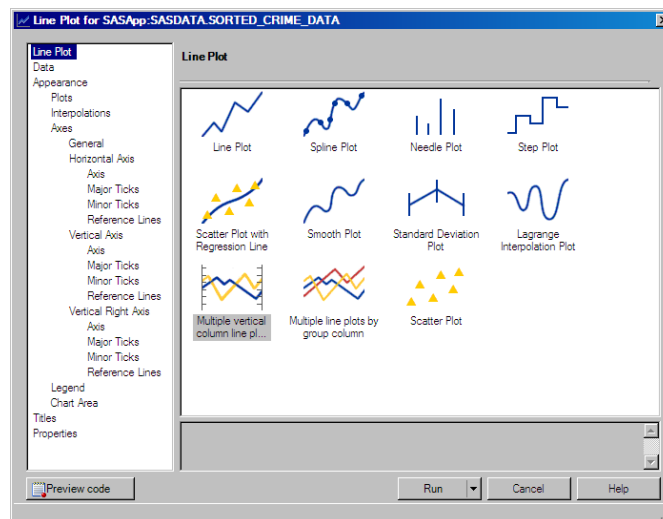 Line Plot for SASApp:SASDATA.SORTED_CRIME_DATA
Line Plot
Data
Appearance
Plots
Interpolations
Axes
General
Horizontal Axis
Axis
Major Ticks
Minor Ticks
Reference Lines
Vertical Axis
Axis
Major Ticks
Minor Ticks
Reference Lines
Vertical Right Axis
Axis
Major Ticks
Minor Ticks
Reference Lines
Legend
Chart Area
Titles
Properties
Line Plot
Line Plot
Spline Plot
Needle Plot
Step Plot
Scatter Plot with
Regression Line
Smooth Plot
Standard Deviation
Plot
Lagrange
Interpolation Plot
Multiple vertical
column line pl...
Multiple line plots by
group column
Scatter Plot
Preview code
Run
Cancel
Help